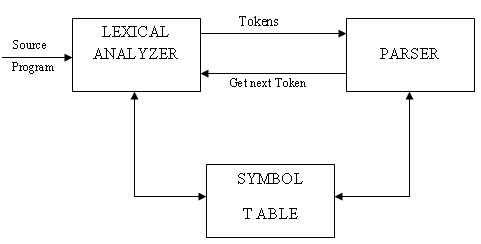 LEXICAL
ANALYZER
Tokens
Source
Program
PARSER
Get next Token
SYMBOL
TABLE